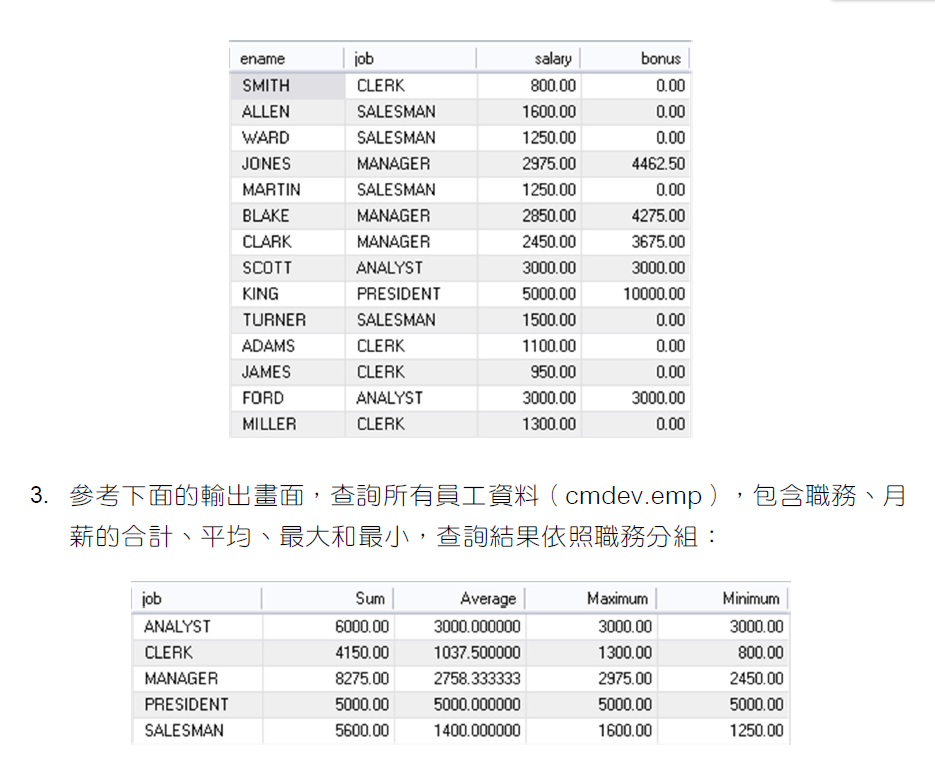 ename job salary bonus
SMITH CLERK 800.00 0.00
ALLEN SALESMAN 1600.00 0.00
WARD SALESMAN 1250.00 0.00
JONES MANAGER 2975.00 4462.50
MARTIN SALESMAN 1250.00 0.00
BLAKE MANAGER 2850.00 4275.00
CLARK MANAGER 2450.00 3675.00
SCOTT ANALYST 3000.00 3000.00
KING PRESIDENT 5000.00 10000.00
TURNER SALESMAN 1500.00 0.00
ADAMS CLERK 1100.00 0.00
JAMES CLERK 950.00 0.00
FORD ANALYST 3000.00 3000.00
MILLER CLERK 1300.00 0.00
3. 參考下面的輸出畫面，查詢所有員工資料（cmdev.emp），包含職務、月
薪的合計、平均、最大和最小，查詢結果依照職務分組：
job Sum Average Maximum Minimum
ANALYST 6000.00 3000.000000 3000.00 3000.00
CLERK 4150.00 1037.500000 1300.00 800.00
MANAGER 8275.00 2758.333333 2975.00 2450.00
PRESIDENT 5000.00 5000.000000 5000.00 5000.00
SALESMAN 5600.00 1400.000000 1600.00 1250.00